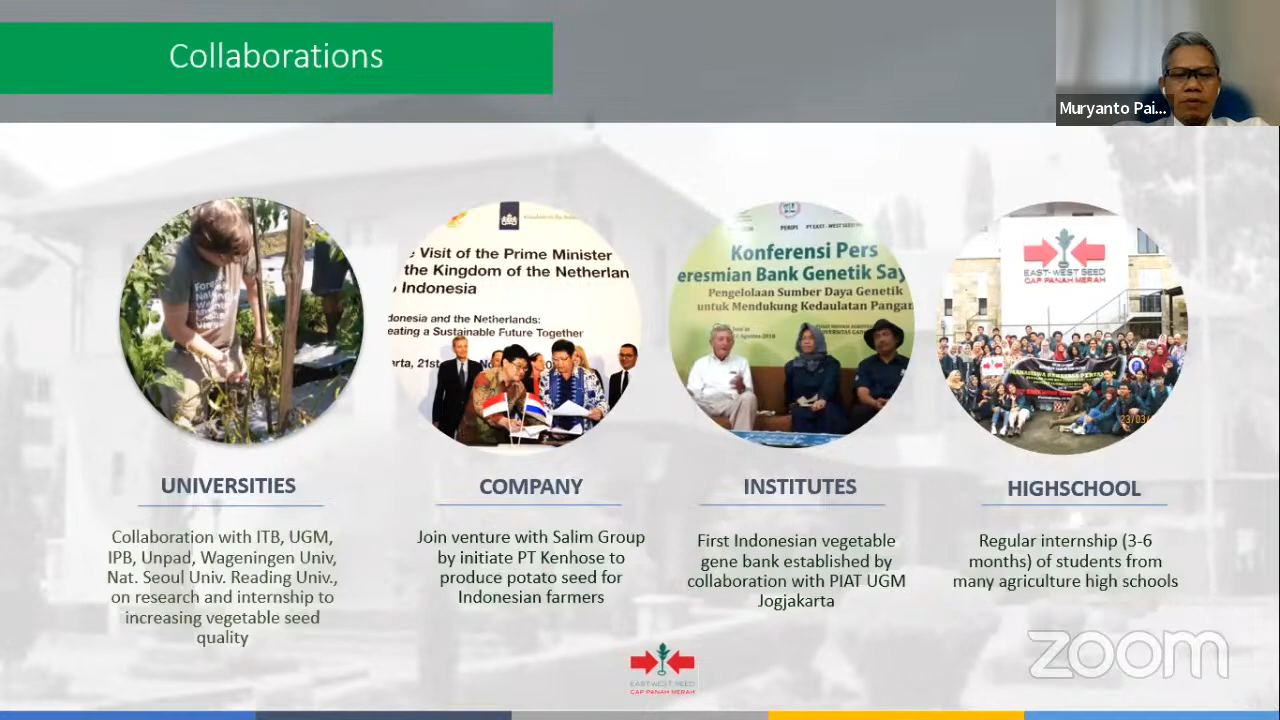 Collaborations
Muryanto Pai...
Visit of the Prime Minister
the Kingdom of the Netherlan
Indonesia
donesia and the Netherlands:
eating a Sustainable Future Together
arta, 21st
PERIPI
Konferensi Pers
eresmian Bank Genetik Say
Pengelolaan Sumber Daya Genetik
untuk Mendukung Kedaulatan Pangan
EAST-WEST SEED
CAP PANAH MERAH
23/03/
UNIVERSITIES
Collaboration with ITB, UGM,
IPB, Unpad, Wageningen Univ,
Nat. Seoul Univ. Reading Univ.,
on research and internship to
increasing vegetable seed
quality
COMPANY
Join venture with Salim Group
by initiate PT Kenhose to
produce potato seed for
Indonesian farmers
INSTITUTES
First Indonesian vegetable
gene bank established by
collaboration with PIAT UGM
Jogjakarta
HIGHSCHOOL
Regular internship (3-6
months) of students from
many agriculture high schools
EAST-WEST SEED
CAP PANAH MERAH
zoom